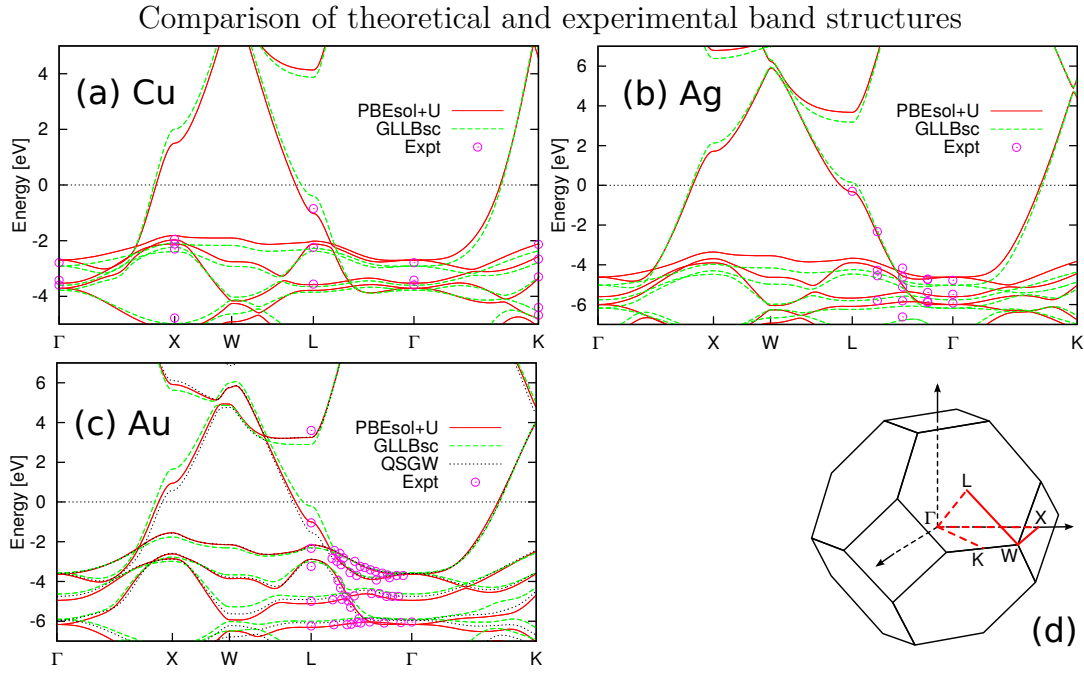 Comparison of theoretical and experimental band structures
(a) Cu
PBEsol+U
GLLBsc
Expt
Energy [eV]
4
2
0
-2
-4
Γ X W L Γ K
(b) Ag
PBEsol+U
GLLBsc
Expt
Energy [eV]
6
4
2
0
-2
-4
-6
Γ X W L Γ K
(c) Au
PBEsol+U
GLLBsc
QSGW
Expt
Energy [eV]
6
4
2
0
-2
-4
-6
Γ X W L Γ K
L
Γ
X
K
W
(d)